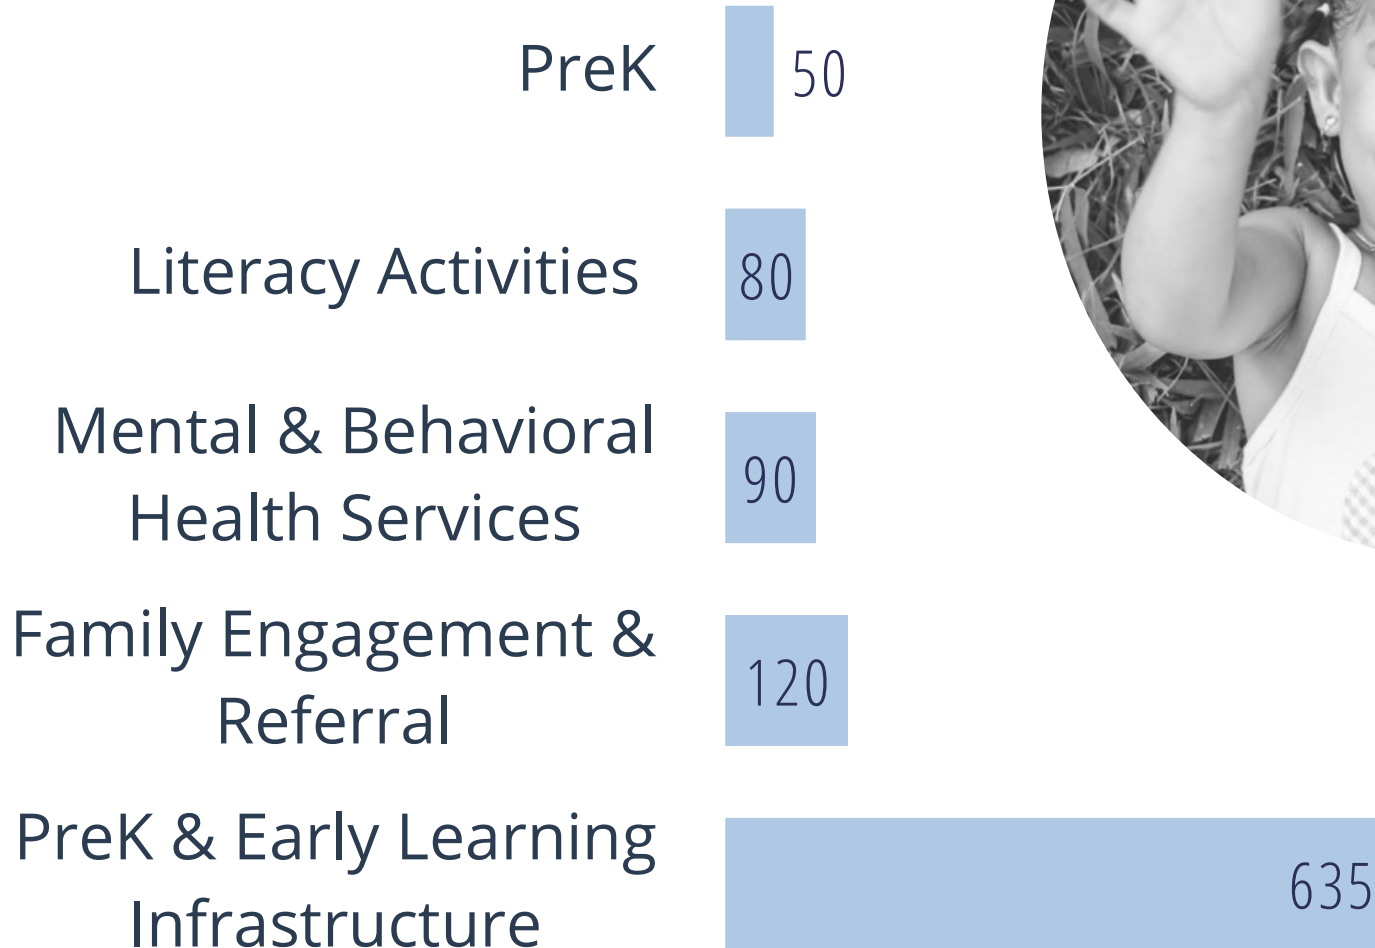 PreK
50
Literacy Activities
80
Mental & Behavioral
Health Services
90
Family Engagement &
Referral
120
PreK & Early Learning
Infrastructure
635